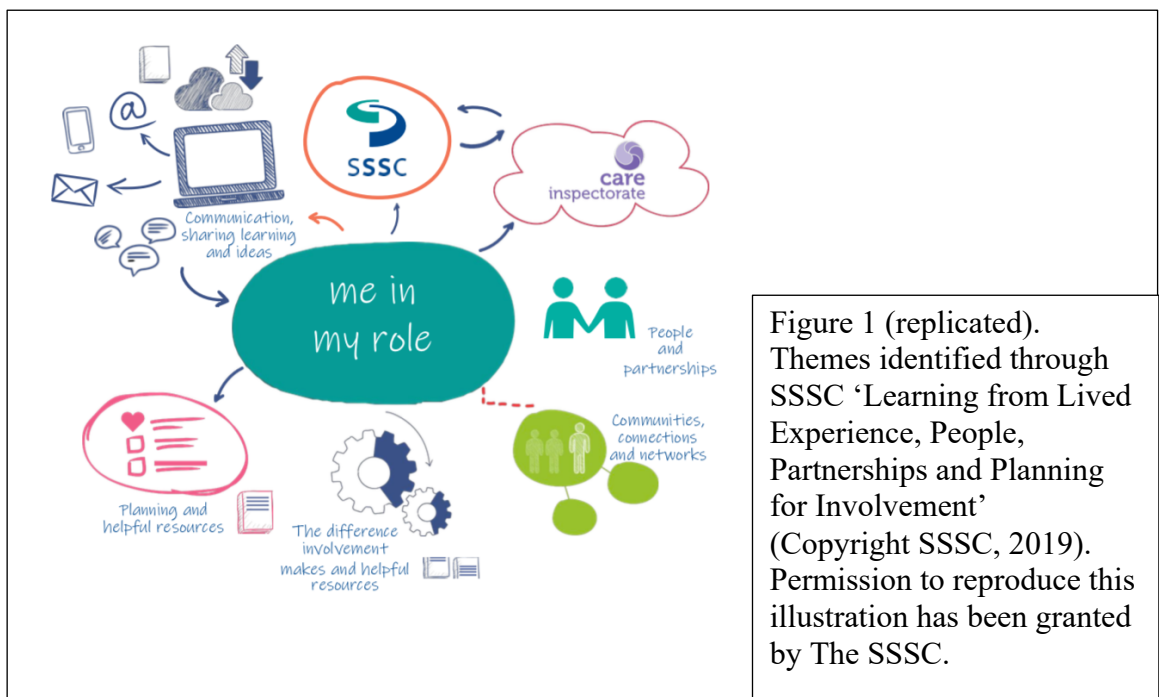 @
SSSC
care
inspectorate
Communication,
sharing learning
and ideas
me in
my role
People
and
partnerships
Communities,
connections
and networks
Planning and
helpful resources
The difference
involvement
makes and helpful
resources
Figure 1 (replicated).
Themes identified through
SSSC ‘Learning from Lived
Experience, People,
Partnerships and Planning
for Involvement’
(Copyright SSSC, 2019).
Permission to reproduce this
illustration has been granted
by The SSSC.